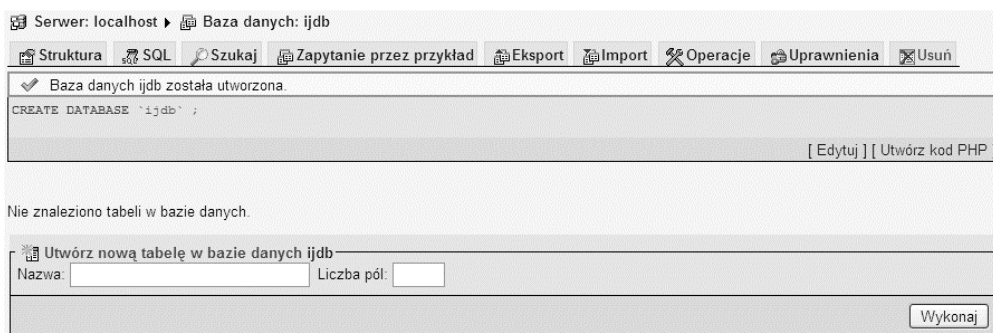 Serwer: localhost ▸ Baza danych: ijdb
Struktura SQL Szukaj Zapytanie przez przykład Eksport Import Operacje Uprawnienia Usuń
Baza danych ijdb została utworzona.
CREATE DATABASE `ijdb` ;
[ Edytuj ] [ Utwórz kod PHP ]
Nie znaleziono tabeli w bazie danych.
Utwórz nową tabelę w bazie danych ijdb
Nazwa: Liczba pól:
Wykonaj